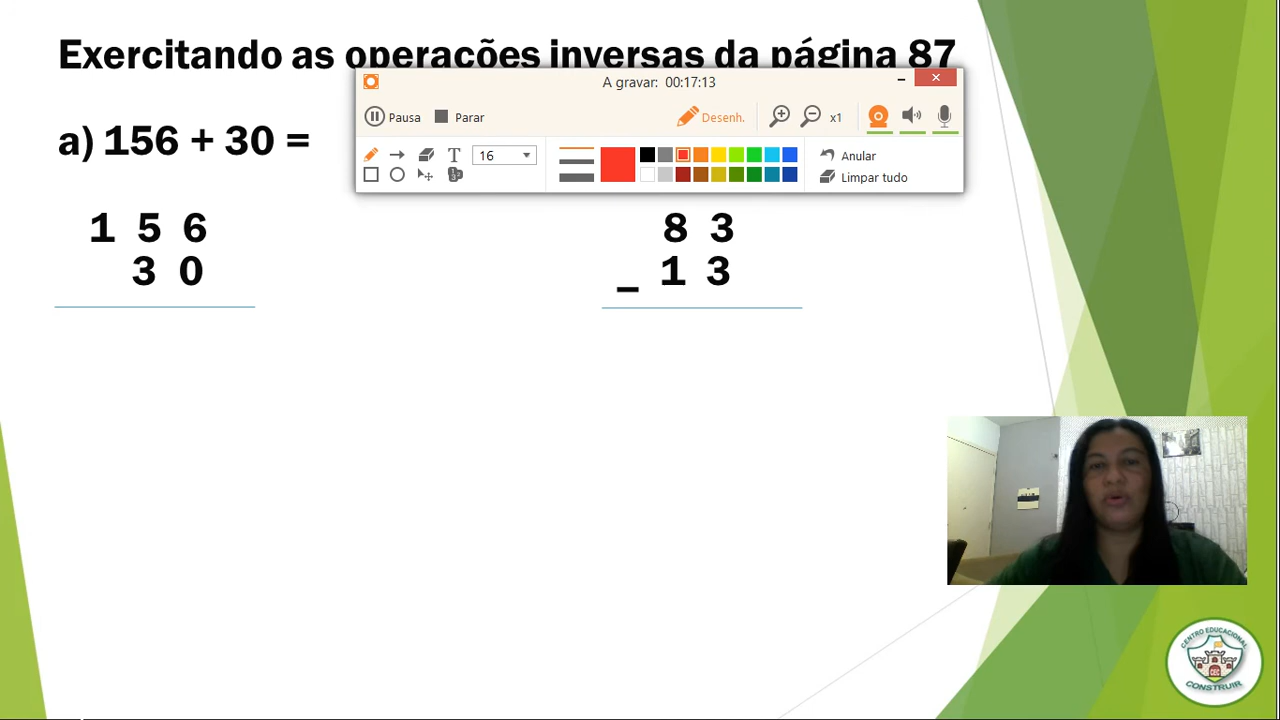 Exercitando as operações inversas da página 87
A gravar: 00:17:13
Pausa
Parar
Desenh.
x1
T
16
Anular
Limpar tudo
a) 156 + 30 =
1 5 6
3 0
8 3
- 1 3
CENTRO EDUCACIONAL
CEC
CONSTRUIR